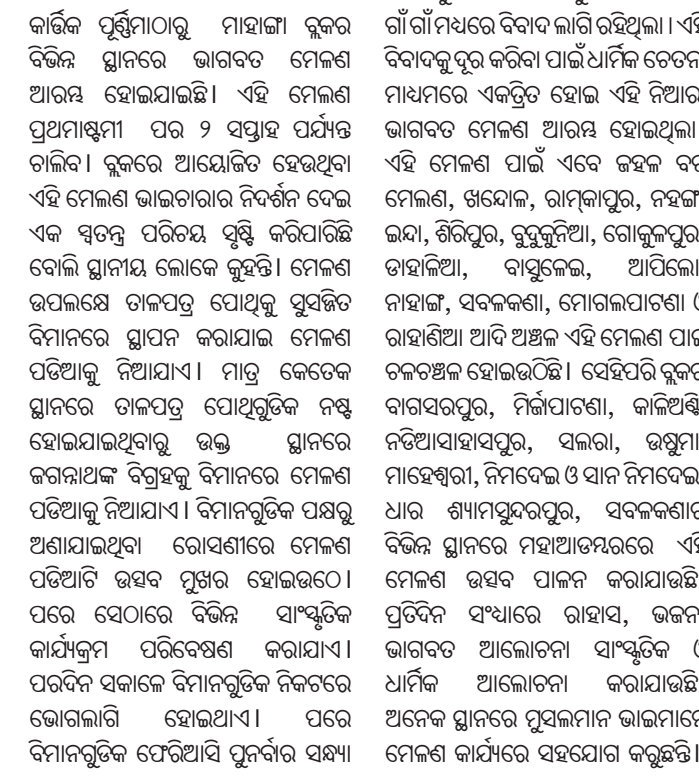 କାର୍ତ୍ତିକ ପୂର୍ଣ୍ଣିମାଠାରୁ ମାହାଙ୍ଗା ବ୍ଲକର
ବିଭିନ୍ନ ସ୍ଥାନରେ ଭାଗବତ ମେଳଣ
ଆରମ୍ଭ ହୋଇଯାଇଛି। ଏହି ମେଲଣ
ପ୍ରଥମାଷ୍ଟମୀ ପର ୨ ସପ୍ତାହ ପର୍ଯ୍ୟନ୍ତ
ଚାଲିବ। ବ୍ଲକରେ ଆୟୋଜିତ ହେଉଥିବା
ଏହି ମେଲଣ ଭାଇଚାରାର ନିଦର୍ଶନ ଦେଇ
ଏକ ସ୍ୱତନ୍ତ୍ର ପରିଚୟ ସୃଷ୍ଟି କରିପାରିଛି
ବୋଲି ସ୍ଥାନୀୟ ଲୋକେ କୁହନ୍ତି। ମେଳଣ
ଉପଲକ୍ଷେ ତାଳପତ୍ର ପୋଥିକୁ ସୁସଜ୍ଜିତ
ବିମାନରେ ସ୍ଥାପନ କରାଯାଇ ମେଳଣ
ପଡିଆକୁ ନିଆଯାଏ। ମାତ୍ର କେତେକ
ସ୍ଥାନରେ ତାଳପତ୍ର ପୋଥିଗୁଡିକ ନଷ୍ଟ
ହୋଇଯାଇଥିବାରୁ ଉକ୍ତ ସ୍ଥାନରେ
ଜଗନ୍ନାଥଙ୍କ ବିଗ୍ରହକୁ ବିମାନରେ ମେଳଣ
ପଡିଆକୁ ନିଆଯାଏ। ବିମାନଗୁଡିକ ପକ୍ଷରୁ
ଅଣାଯାଇଥିବା ରୋସଣୀରେ ମେଳଣ
ପଡିଆଟି ଉତ୍ସବ ମୁଖର ହୋଇଉଠେ।
ପରେ ସେଠାରେ ବିଭିନ୍ନ ସାଂସ୍କୃତିକ
କାର୍ଯ୍ୟକ୍ରମ ପରିବେଷଣ କରାଯାଏ।
ପରଦିନ ସକାଳେ ବିମାନଗୁଡିକ ନିକଟରେ
ଭୋଗଲାଗି ହୋଇଥାଏ। ପରେ
ବିମାନଗୁଡିକ ଫେରିଆସି ପୁନର୍ବାର ସନ୍ଧ୍ୟା
ଗାଁ ଗାଁ ମଧ୍ୟରେ ବିବାଦ ଲାଗି ରହିଥିଲା। ଏହି
ବିବାଦକୁ ଦୂର କରିବା ପାଇଁ ଧାର୍ମିକ ଚେତନା
ମାଧ୍ୟମରେ ଏକତ୍ରିତ ହୋଇ ଏହି ନିଆରା
ଭାଗବତ ମେଳଣ ଆରମ୍ଭ ହୋଇଥିଲା
ଏହି ମେଳଣ ପାଇଁ ଏବେ ଜହଳ ବଡ
ମେଲଣ, ଖଦୋଳ, ରାମ୍‌କାପୁର, ନହଙ୍ଗ
ଇନ୍ଦା, ଶିରିପୁର, ବୁଦୁକୁନିଆ, ଗୋକୁଳପୁର
ଡାହାଳିଆ, ବାସୁଳେଇ, ଆପିଲୋ
ନାହାଙ୍ଗ, ସବଳକଣା, ମୋଗଲପାଟଣା ଓ
ରାହାଣିଆ ଆଦି ଅଞ୍ଚଳ ଏହି ମେଲଣ ପାଇଁ
ଚଳଚଞ୍ଚଳ ହୋଇଉଠିଛି। ସେହିପରି ବ୍ଲକର
ବାଗସରପୁର, ମିର୍ଜାପାଟଣା, କାଳିଅଣ୍ଟି
ନଡିଆସାହାସପୁର, ସଲରା, ଉଷୁମା
ମାହେଶ୍ୱରୀ, ନିମଦେଇ ଓ ସାନ ନିମଦେଇ
ଧାର ଶ୍ୟାମସୁନ୍ଦରପୁର, ସବଳକଣାର
ବିଭିନ୍ନ ସ୍ଥାନରେ ମହାଆଡମ୍ବରରେ ଏହି
ମେଳଣ ଉତ୍ସବ ପାଳନ କରାଯାଉଛି
ପ୍ରତିଦିନ ସଂଧ୍ୟାରେ ରାହାସ, ଭଜନ
ଭାଗବତ ଆଲୋଚନା ସାଂସ୍କୃତିକ ଓ
ଧାର୍ମିକ ଆଲୋଚନା କରାଯାଉଛି
ଅନେକ ସ୍ଥାନରେ ମୁସଲମାନ ଭାଇମାନେ
ମେଳଣ କାର୍ଯ୍ୟରେ ସହଯୋଗ କରୁଛନ୍ତି।